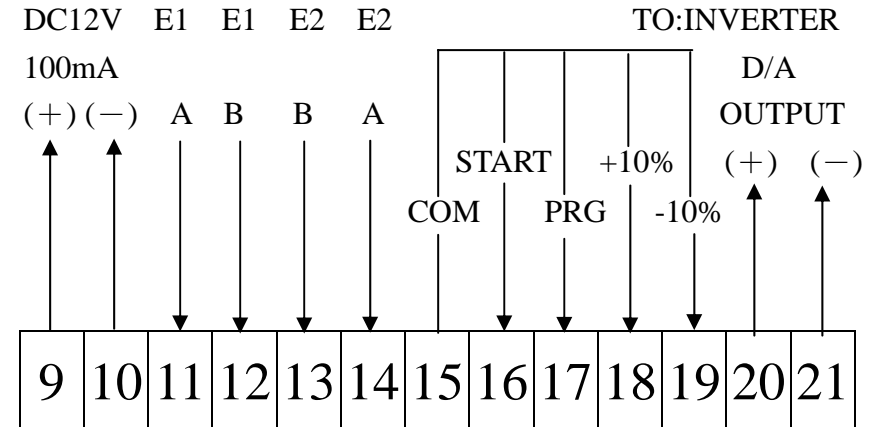 DC12V E1 E1 E2 E2 TO:INVERTER
100mA D/A
(+) (−) A B B A OUTPUT
START +10% (+) (−)
COM PRG -10%
9 10 11 12 13 14 15 16 17 18 19 20 21